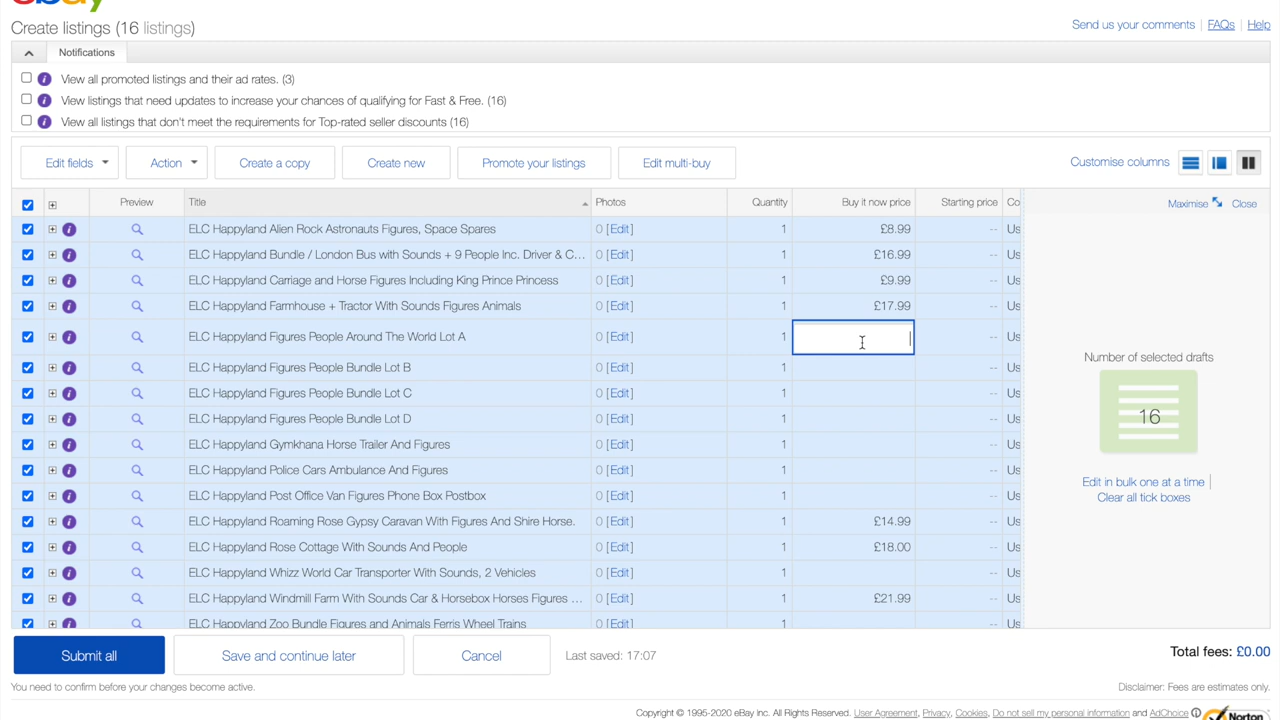 ebay
Create listings (16 listings)
Send us your comments | FAQs | Help
Notifications
View all promoted listings and their ad rates. (3)
View listings that need updates to increase your chances of qualifying for Fast & Free. (16)
View all listings that don't meet the requirements for Top-rated seller discounts (16)
Edit fields Action Create a copy Create new Promote your listings Edit multi-buy Customise columns
Preview Title Photos Quantity Buy it now price Starting price Co Maximise Close
ELC Happyland Alien Rock Astronauts Figures, Space Spares 0 [Edit] 1 £8.99 -- Us
ELC Happyland Bundle / London Bus with Sounds + 9 People Inc. Driver & C... 0 [Edit] 1 £16.99 -- Us
ELC Happyland Carriage and Horse Figures Including King Prince Princess 0 [Edit] 1 £9.99 -- Us
ELC Happyland Farmhouse + Tractor With Sounds Figures Animals 0 [Edit] 1 £17.99 -- Us
ELC Happyland Figures People Around The World Lot A 0 [Edit] 1 -- Us
ELC Happyland Figures People Bundle Lot B 0 [Edit] 1 -- Us
ELC Happyland Figures People Bundle Lot C 0 [Edit] 1 -- Us
ELC Happyland Figures People Bundle Lot D 0 [Edit] 1 -- Us
ELC Happyland Gymkhana Horse Trailer And Figures 0 [Edit] 1 -- Us
ELC Happyland Police Cars Ambulance And Figures 0 [Edit] 1 -- Us
ELC Happyland Post Office Van Figures Phone Box Postbox 0 [Edit] 1 -- Us
ELC Happyland Roaming Rose Gypsy Caravan With Figures And Shire Horse. 0 [Edit] 1 £14.99 -- Us
ELC Happyland Rose Cottage With Sounds And People 0 [Edit] 1 £18.00 -- Us
ELC Happyland Whizz World Car Transporter With Sounds, 2 Vehicles 0 [Edit] 1 -- Us
ELC Happyland Windmill Farm With Sounds Car & Horsebox Horses Figures ... 0 [Edit] 1 £21.99 -- Us
ELC Happyland Zoo Bundle Figures and Animals Ferris Wheel Trains 0 [Edit] 1 -- Us
Number of selected drafts
16
Edit in bulk one at a time |
Clear all tick boxes
Submit all Save and continue later Cancel Last saved: 17:07 Total fees: £0.00
You need to confirm before your changes become active. Disclaimer: Fees are estimates only.
Copyright © 1995-2020 eBay Inc. All Rights Reserved. User Agreement, Privacy, Cookies, Do not sell my personal information and AdChoice Norton